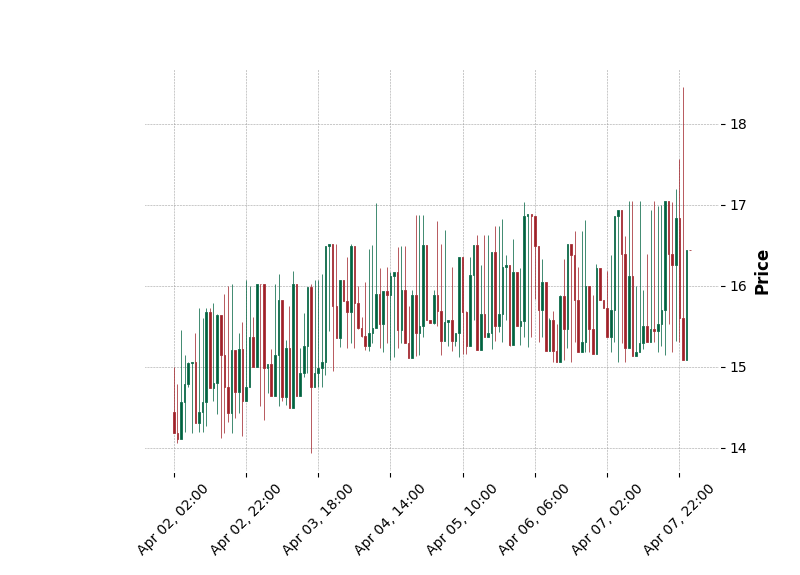 18
17
16
15
14
Price
Apr 02, 02:00
Apr 02, 22:00
Apr 03, 18:00
Apr 04, 14:00
Apr 05, 10:00
Apr 06, 06:00
Apr 07, 02:00
Apr 07, 22:00